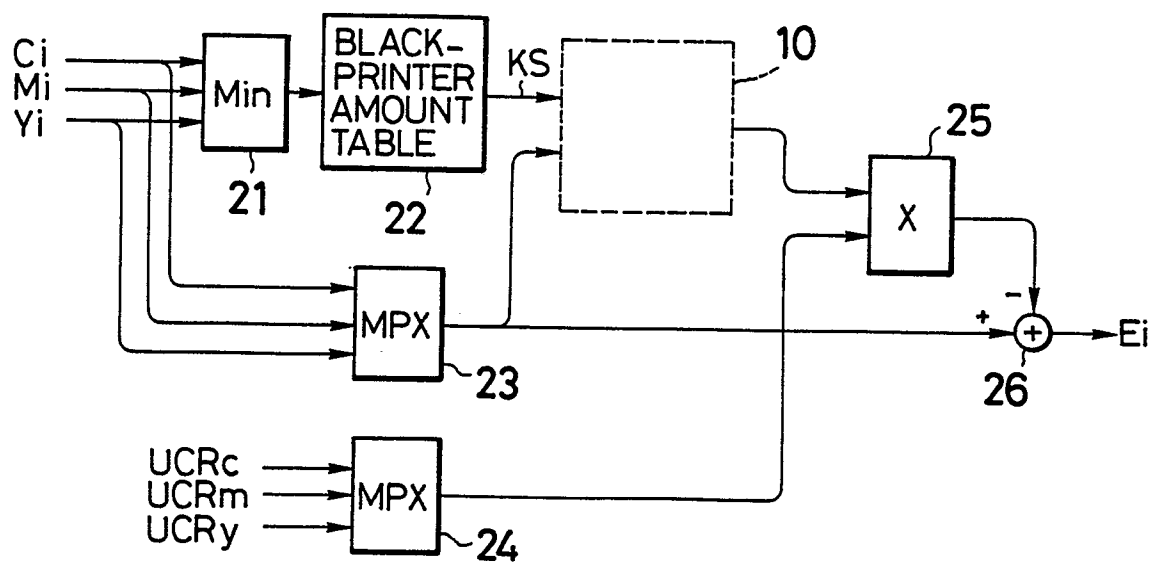 Ci
Mi
Yi
Min
21
BLACK-
PRINTER
AMOUNT
TABLE
22
KS
10
25
X
MPX
23
-
+
+
Ei
26
UCRc
UCRm
UCRy
MPX
24